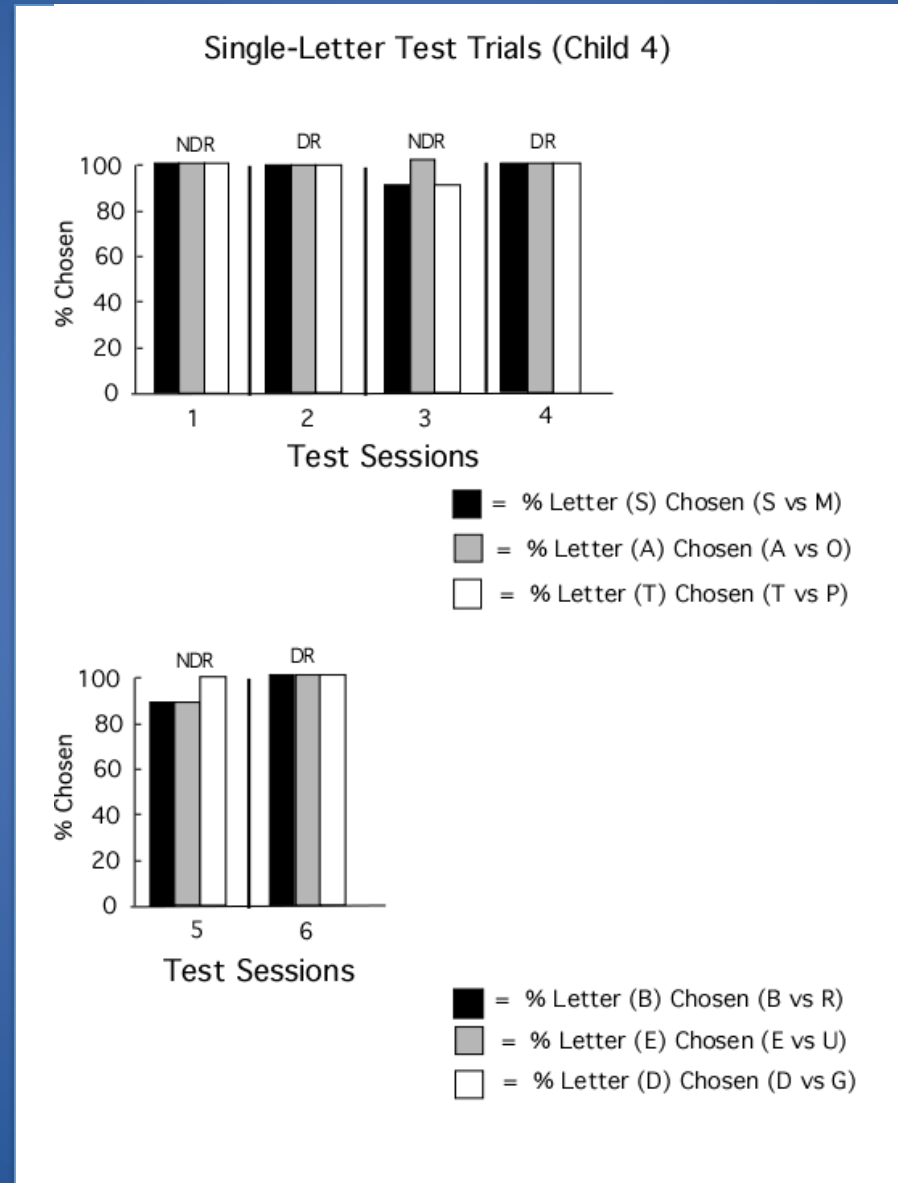 Single-Letter Test Trials (Child 4)
NDR DR NDR DR
100
80
60
40
20
0
% Chosen
1 2 3 4
Test Sessions
= % Letter (S) Chosen (S vs M)
= % Letter (A) Chosen (A vs O)
= % Letter (T) Chosen (T vs P)
NDR DR
100
80
60
40
20
0
% Chosen
5 6
Test Sessions
= % Letter (B) Chosen (B vs R)
= % Letter (E) Chosen (E vs U)
= % Letter (D) Chosen (D vs G)